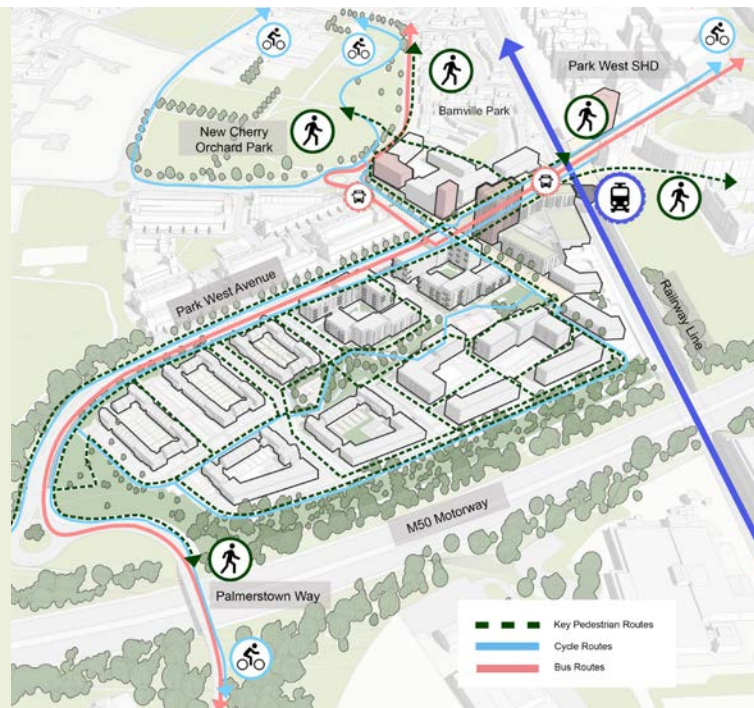 Park West SHD
Barnville Park
New Cherry
Orchard Park
Park West Avenue
Railrway Line
M50 Motorway
Palmerstown Way
Key Pedestrian Routes
Cycle Routes
Bus Routes